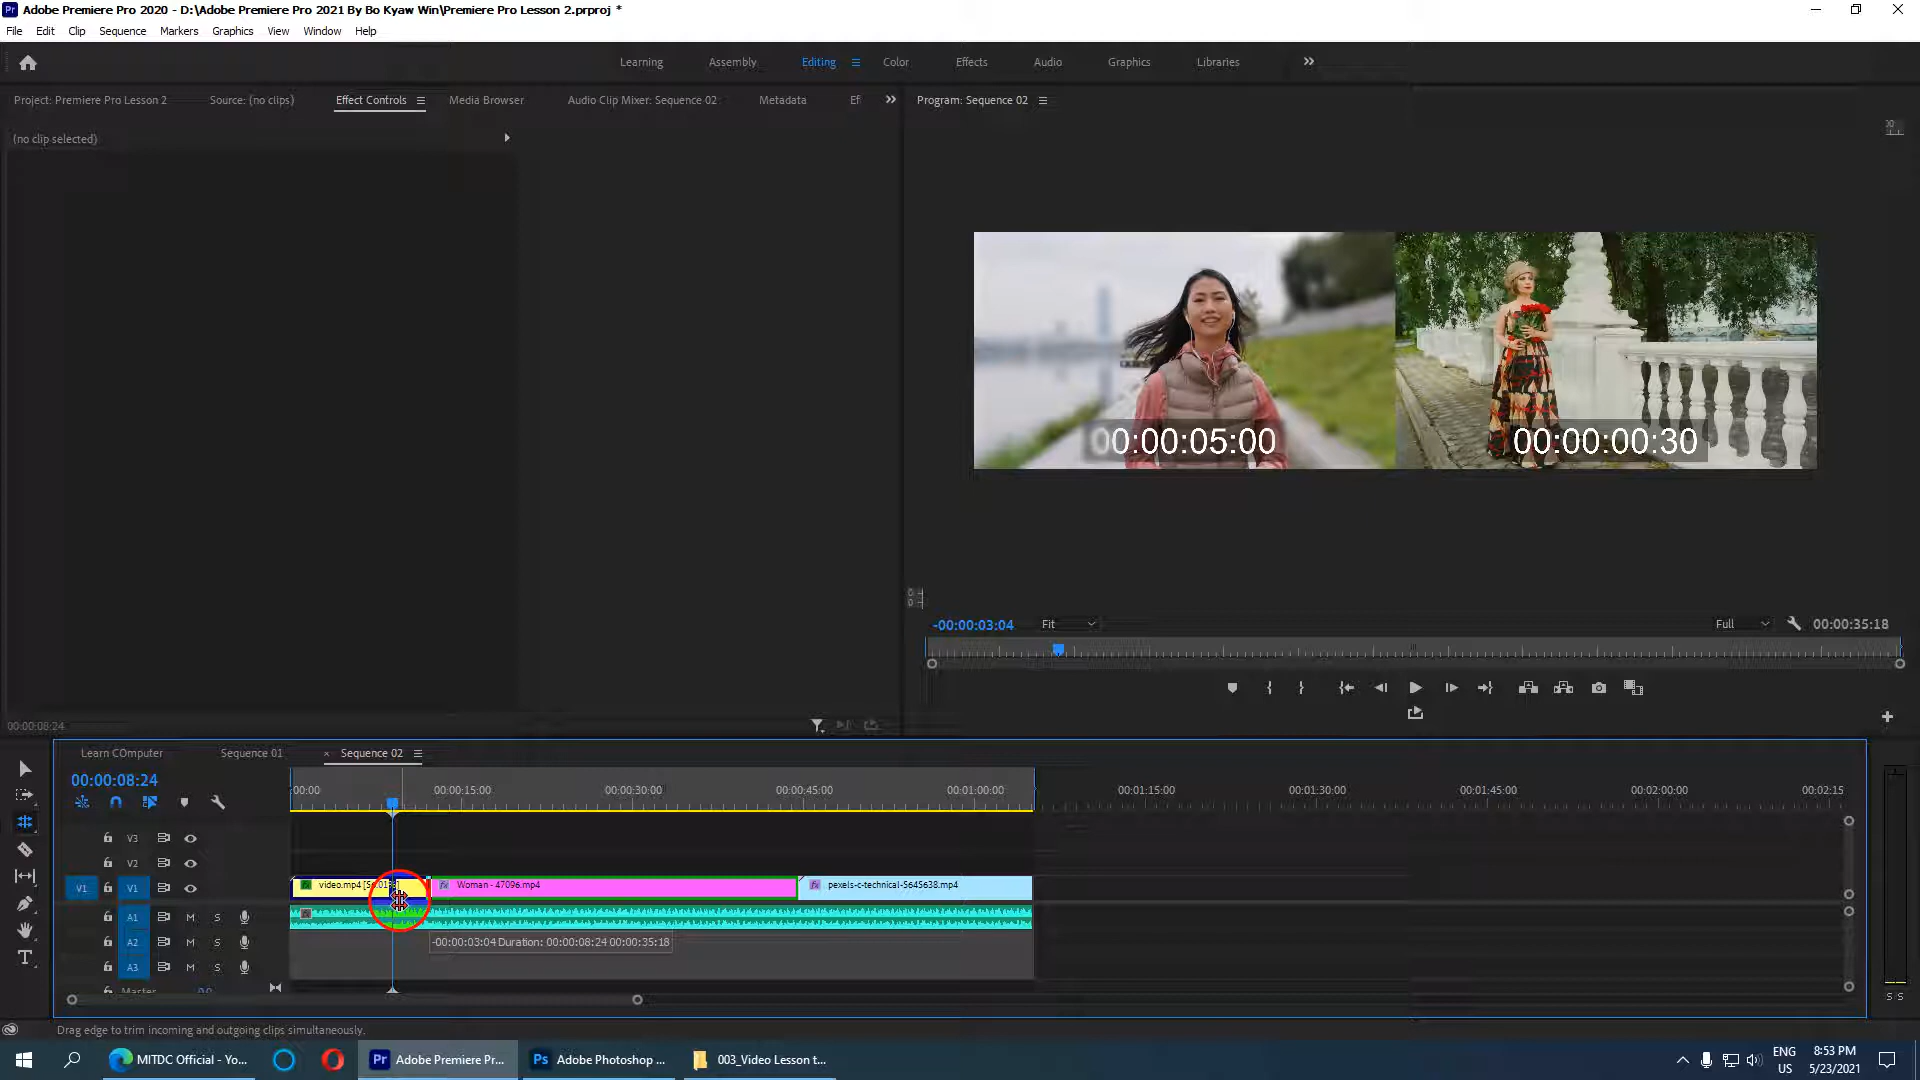 Adobe Premiere Pro 2020 - D:\Adobe Premiere Pro 2021 By Bo Kyaw Win\Premiere Pro Lesson 2.prproj *
File Edit Clip Sequence Markers Graphics View Window Help
Learning Assembly Editing Color Effects Audio Graphics Libraries
Project: Premiere Pro Lesson 2 Source: (no clips) Effect Controls Media Browser Audio Clip Mixer: Sequence 02 Metadata Ef
Program: Sequence 02
(no clip selected)
00:00:05:00 00:00:00:30
-00:00:03:04 Fit Full 00:00:35:18
00:00:08:24
Learn COmputer Sequence 01 × Sequence 02
00:00:08:24
:00:00 00:00:15:00 00:00:30:00 00:00:45:00 00:01:00:00 00:01:15:00 00:01:30:00 00:01:45:00 00:02:00:00 00:02:15
V3
V2
V1 V1 video.mp4 Woman - 47096.mp4 pexels-c-technical-5645638.mp4
A1 M S
A2 M S -00:00:03:04 Duration: 00:00:08:24 00:00:35:18
A3 M S
Master 0.0
S S
Drag edge to trim incoming and outgoing clips simultaneously.
MITDC Official - Yo... Pr Adobe Premiere Pr... Ps Adobe Photoshop ... 003_Video Lesson t...
ENG US 8:53 PM 5/23/2021